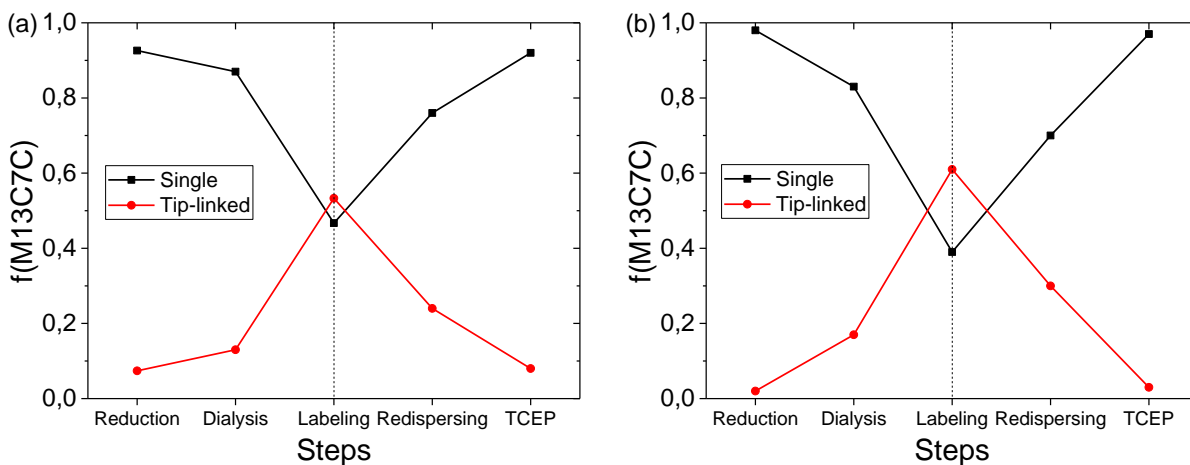 (a)
1,0
0,8
0,6
0,4
0,2
0,0
f(M13C7C)
Single
Tip-linked
Reduction Dialysis Labeling Redispersing TCEP
Steps
(b)
1,0
0,8
0,6
0,4
0,2
0,0
f(M13C7C)
Single
Tip-linked
Reduction Dialysis Labeling Redispersing TCEP
Steps